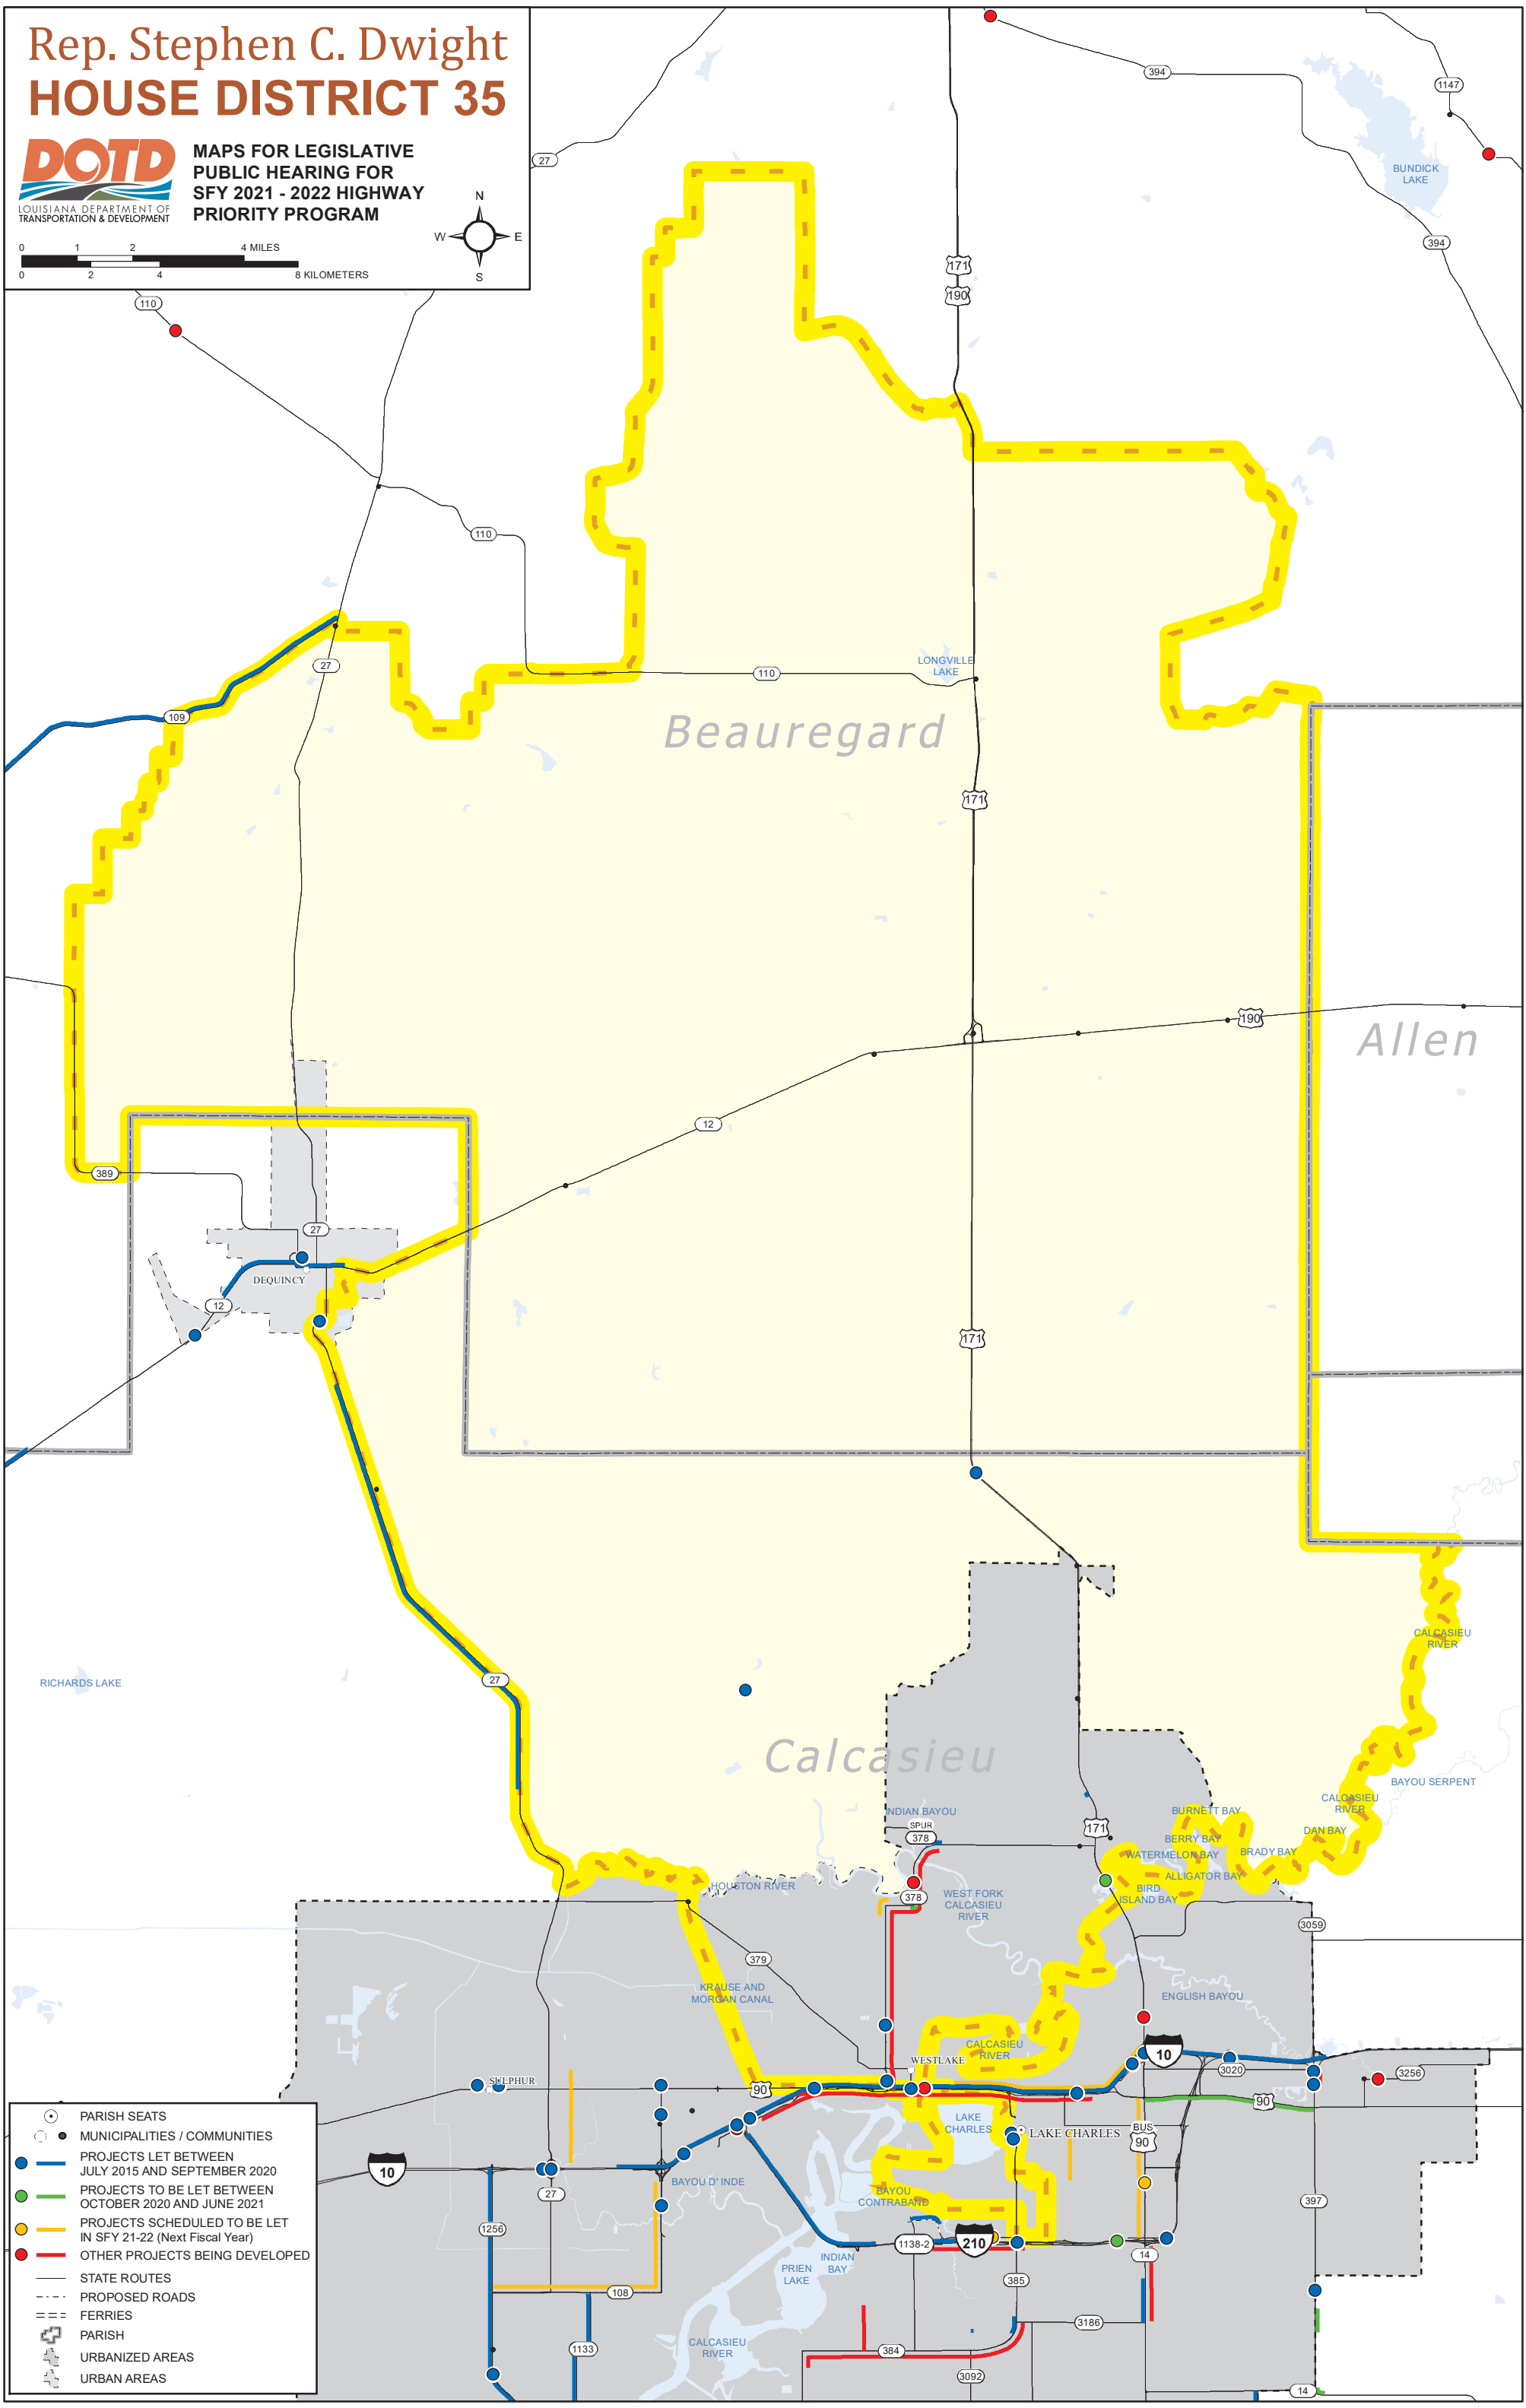 Rep. Stephen C. Dwight
HOUSE DISTRICT 35
DOTD
LOUISIANA DEPARTMENT OF
TRANSPORTATION & DEVELOPMENT
MAPS FOR LEGISLATIVE
PUBLIC HEARING FOR
SFY 2021 - 2022 HIGHWAY
PRIORITY PROGRAM
N
W E
S
0 1 2 4 MILES
0 2 4 8 KILOMETERS
394
1147
27
BUNDICK
LAKE
394
171
190
110
110
27
LONGVILLE
LAKE
110
109
Beauregard
171
190
Allen
12
389
27
DEQUINCY
12
171
CALCASIEU
RIVER
27
RICHARDS LAKE
Calcasieu
BAYOU SERPENT
CALCASIEU
RIVER
INDIAN BAYOU
BURNETT BAY
SPUR
378
171
DAN BAY
BERRY BAY
BRADY BAY
WATERMELON BAY
ALLIGATOR BAY
HOUSTON RIVER
BIRD
ISLAND BAY
378
WEST FORK
CALCASIEU
RIVER
3059
379
KRAUSE AND
MORGAN CANAL
ENGLISH BAYOU
CALCASIEU
RIVER
10
WESTLAKE
3020
3256
SULPHUR
90
90
LAKE
CHARLES
LAKE CHARLES
BUS
90
10
BAYOU D' INDE
27
BAYOU
CONTRABAND
397
1256
1138-2
210
14
INDIAN
BAY
PRIEN
LAKE
385
108
3186
CALCASIEU
RIVER
1133
384
3092
14
PARISH SEATS
MUNICIPALITIES / COMMUNITIES
PROJECTS LET BETWEEN
JULY 2015 AND SEPTEMBER 2020
PROJECTS TO BE LET BETWEEN
OCTOBER 2020 AND JUNE 2021
PROJECTS SCHEDULED TO BE LET
IN SFY 21-22 (Next Fiscal Year)
OTHER PROJECTS BEING DEVELOPED
STATE ROUTES
PROPOSED ROADS
FERRIES
PARISH
URBANIZED AREAS
URBAN AREAS